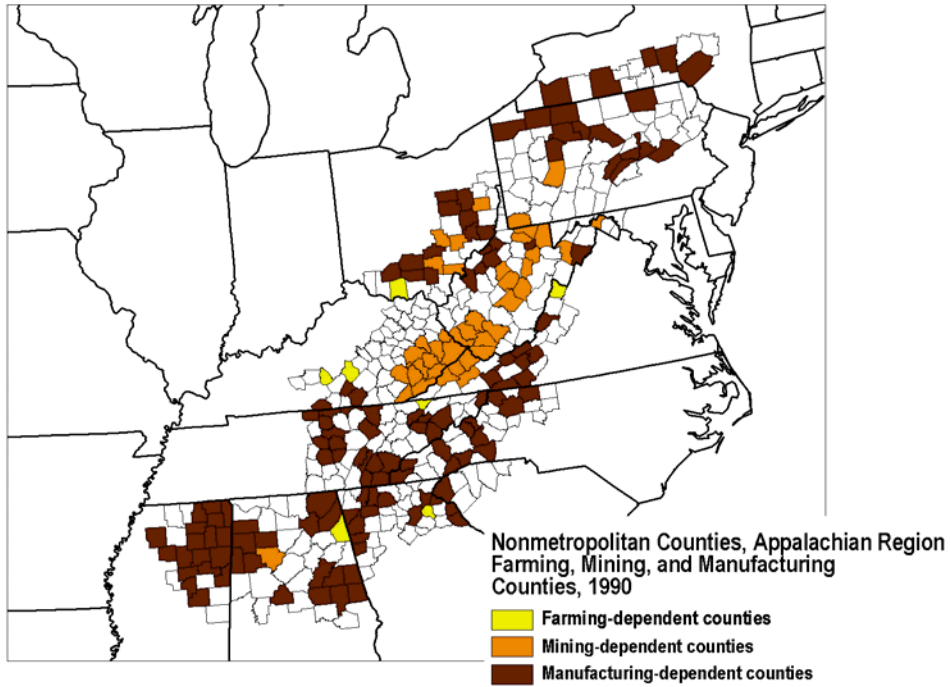 Nonmetropolitan Counties, Appalachian Region
Farming, Mining, and Manufacturing
Counties, 1990
Farming-dependent counties
Mining-dependent counties
Manufacturing-dependent counties